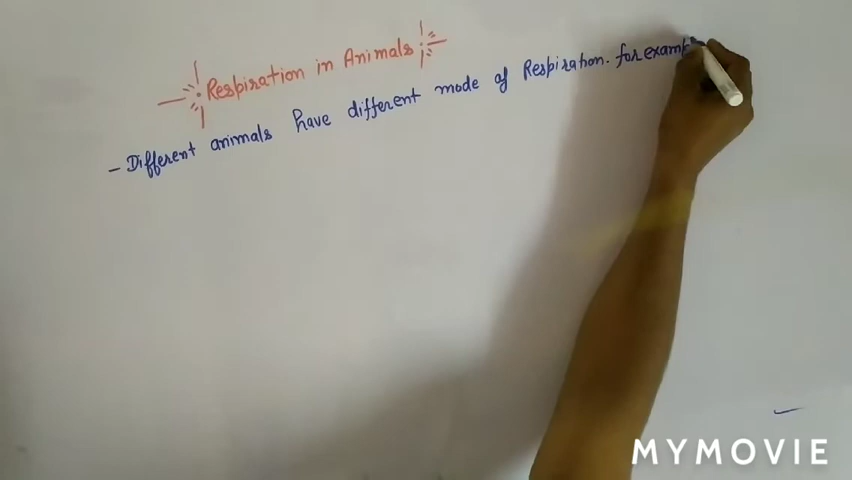 Respiration in Animals
- Different animals have different mode of Respiration. for examp
MYMOVIE